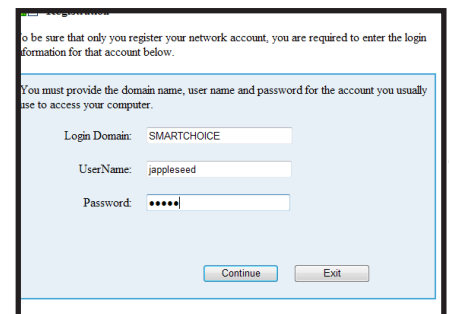 Registration
o be sure that only you register your network account, you are required to enter the login
formation for that account below.
You must provide the domain name, user name and password for the account you usually
use to access your computer.
Login Domain: SMARTCHOICE
UserName: jappleseed
Password: •••••
Continue Exit